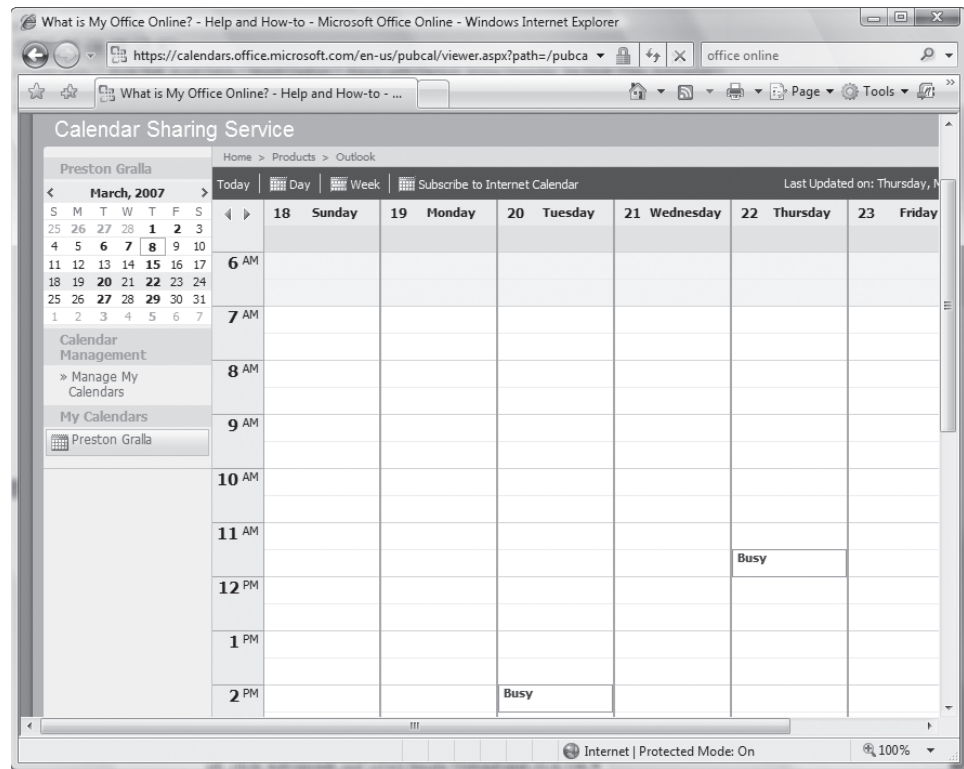 What is My Office Online? - Help and How-to - Microsoft Office Online - Windows Internet Explorer
https://calendars.office.microsoft.com/en-us/pubcal/viewer.aspx?path=/pubca
office online
What is My Office Online? - Help and How-to - ...
Page
Tools
Calendar Sharing Service
Home > Products > Outlook
Preston Gralla
March, 2007
S M T W T F S
25 26 27 28 1 2 3
4 5 6 7 8 9 10
11 12 13 14 15 16 17
18 19 20 21 22 23 24
25 26 27 28 29 30 31
1 2 3 4 5 6 7
Calendar
Management
» Manage My
Calendars
My Calendars
Preston Gralla
Today Day Week Subscribe to Internet Calendar Last Updated on: Thursday, M
18 Sunday 19 Monday 20 Tuesday 21 Wednesday 22 Thursday 23 Friday
6 AM
7 AM
8 AM
9 AM
10 AM
11 AM
Busy
12 PM
1 PM
2 PM
Busy
Internet | Protected Mode: On
100%